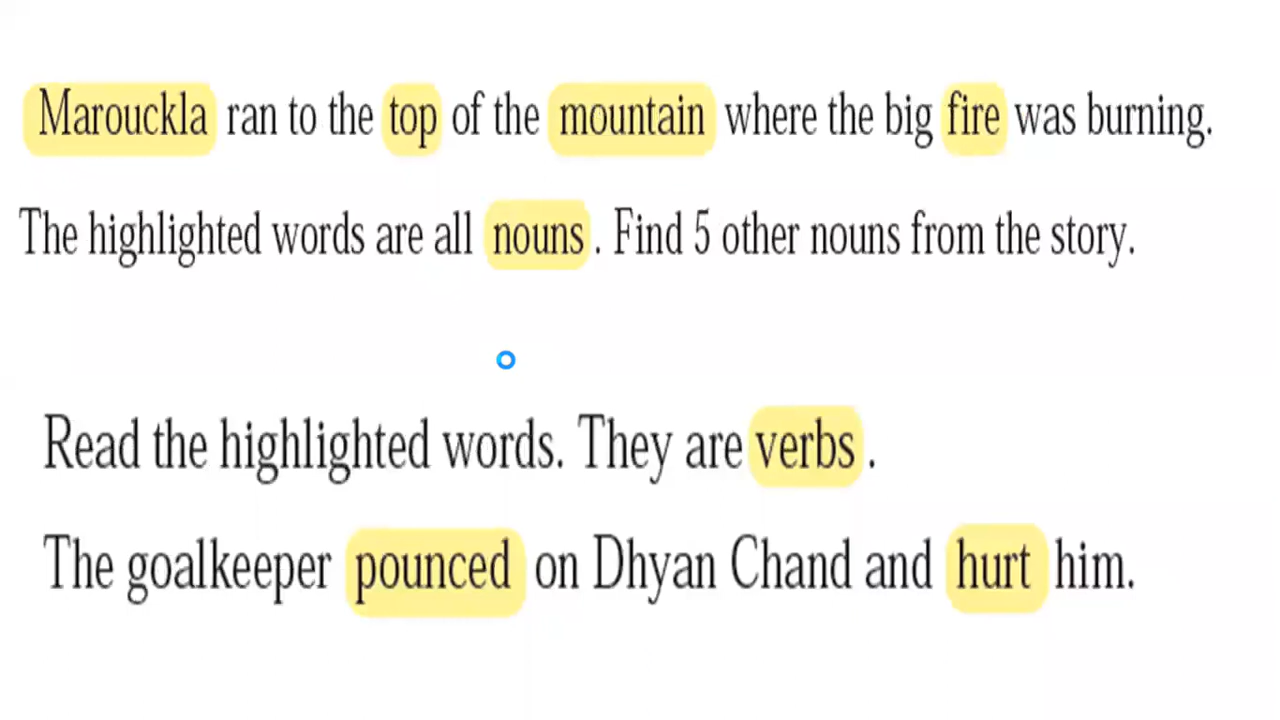 Marouckla ran to the top of the mountain where the big fire was burning.
The highlighted words are all nouns . Find 5 other nouns from the story.
Read the highlighted words. They are verbs .
The goalkeeper pounced on Dhyan Chand and hurt him.